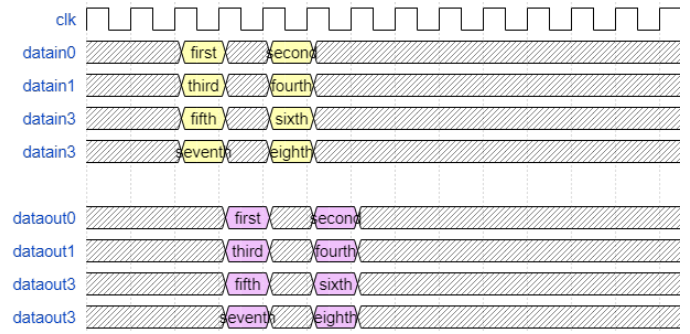 clk
datain0 first second
datain1 third fourth
datain3 fifth sixth
datain3 seventh eighth
dataout0 first second
dataout1 third fourth
dataout3 fifth sixth
dataout3 seventh eighth